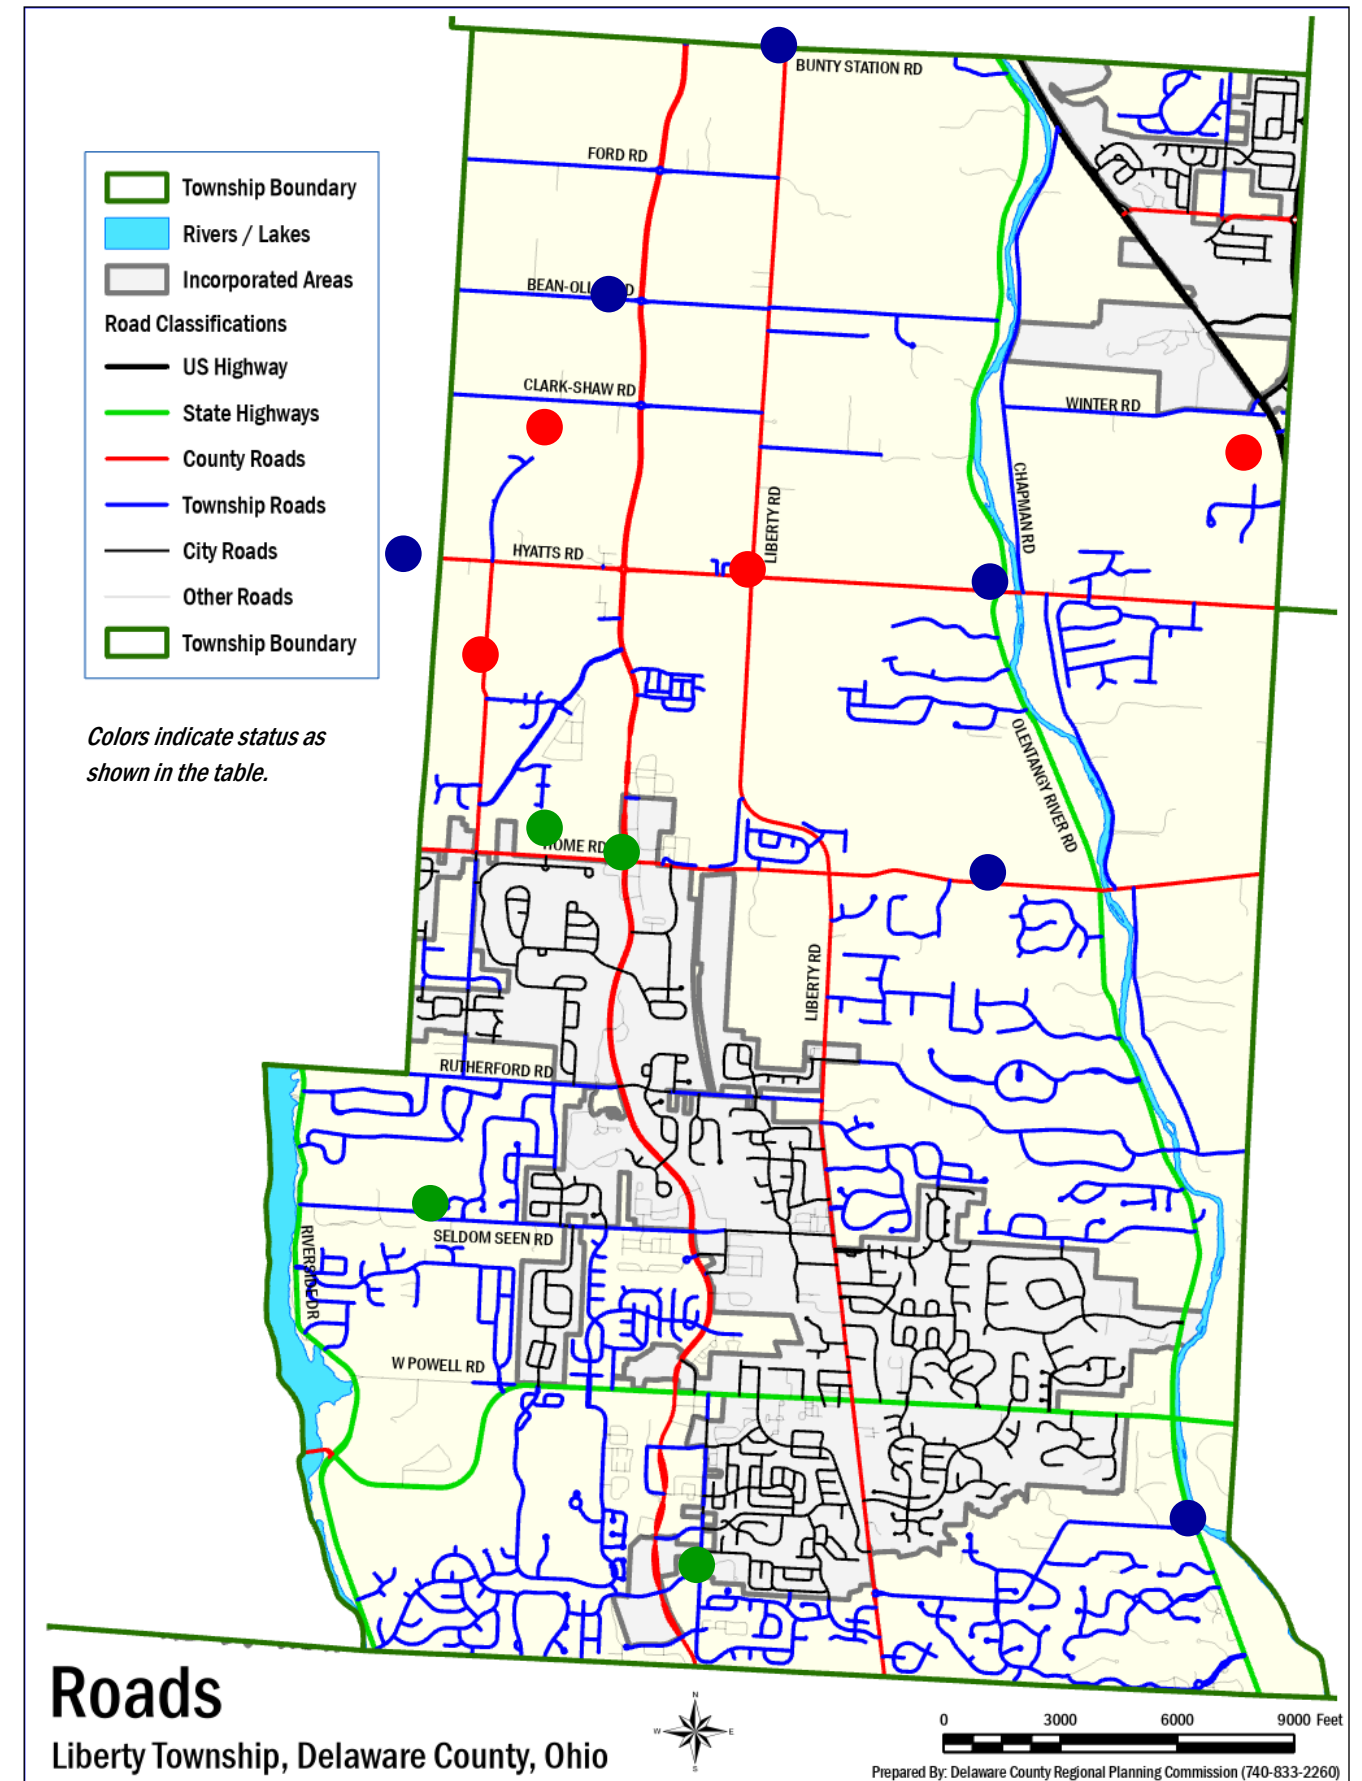 BUNTY STATION RD
FORD RD
Township Boundary
Rivers / Lakes
Incorporated Areas
Road Classifications
US Highway
State Highways
County Roads
Township Roads
City Roads
Other Roads
Township Boundary
CLARK-SHAW RD
WINTER RD
CHAPMAN RD
LIBERTY RD
HYATTS RD
Colors indicate status as
shown in the table.
OLENTANGY RIVER RD
HOME RD
LIBERTY RD
RUTHERFORD RD
SELDOM SEEN RD
RIVERSIDE DR
W POWELL RD
Roads
Liberty Township, Delaware County, Ohio
N
W E
S
0 3000 6000 9000 Feet
Prepared By: Delaware County Regional Planning Commission (740-833-2260)